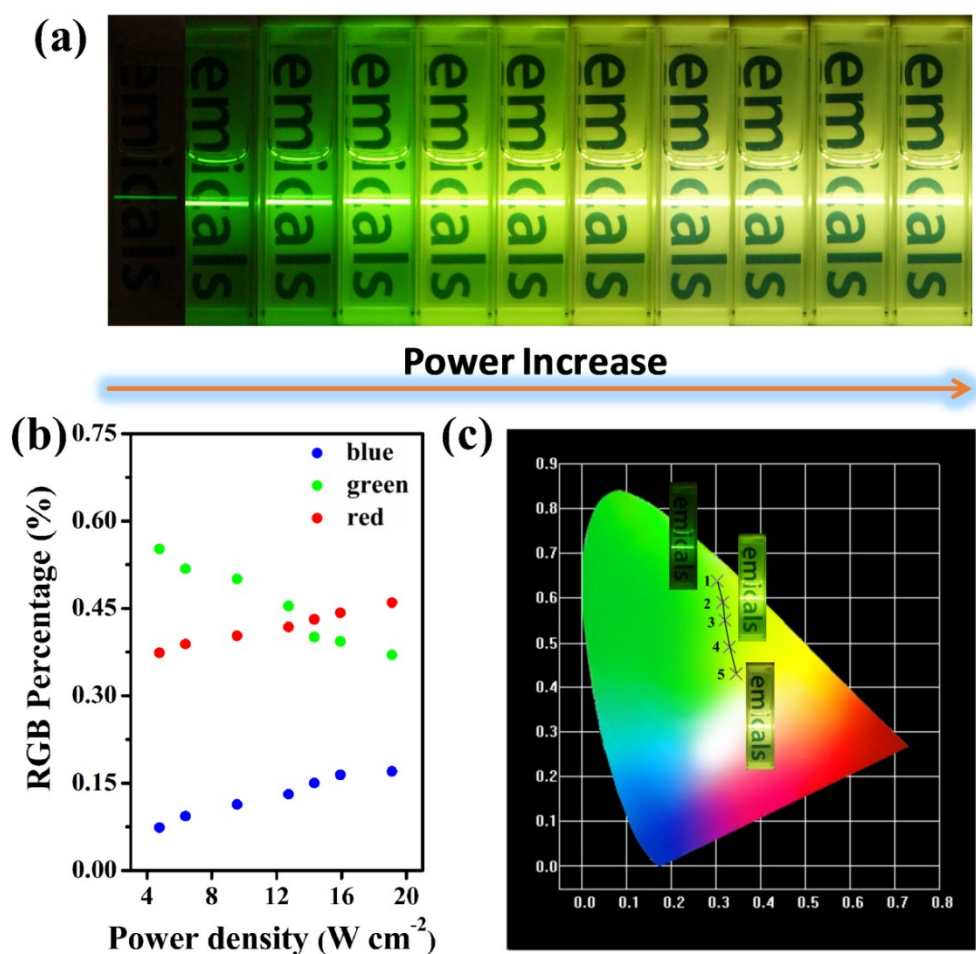 (a)
emicals emicals emicals emicals emicals emicals emicals emicals emicals emicals emicals
Power Increase
(b)
RGB Percentage (%)
0.75
0.60
0.45
0.30
0.15
0.00
blue
green
red
4 8 12 16 20
Power density (W cm⁻²)
(c)
0.9
0.8
0.7
0.6
0.5
0.4
0.3
0.2
0.1
0.0
emicals
emicals
emicals
1
2
3
4
5
0.0 0.1 0.2 0.3 0.4 0.5 0.6 0.7 0.8